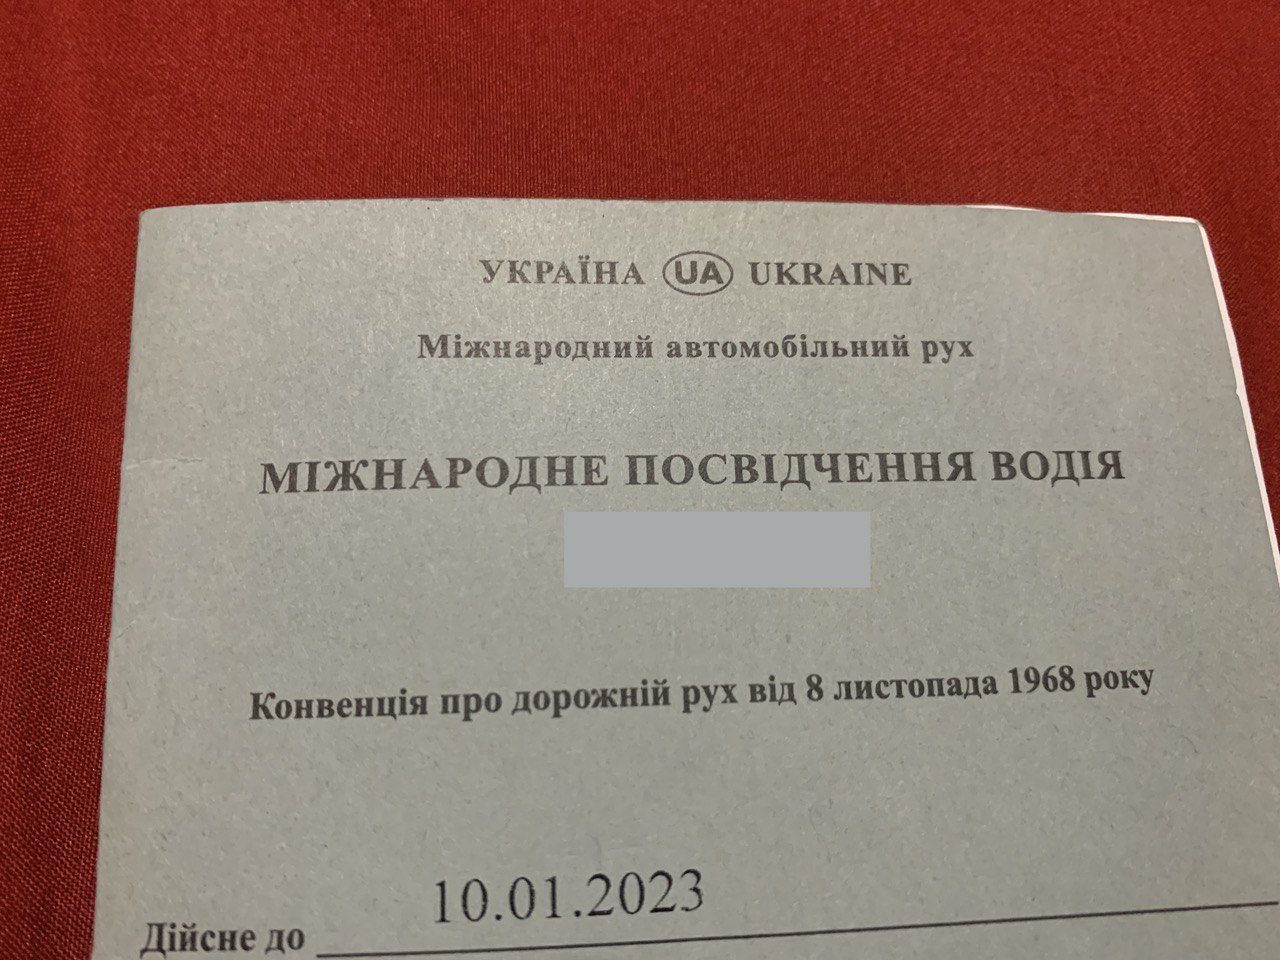 УКРАЇНА UA UKRAINE
Міжнародний автомобільний рух
МІЖНАРОДНЕ ПОСВІДЧЕННЯ ВОДІЯ
Конвенція про дорожній рух від 8 листопада 1968 року
10.01.2023
Дійсне до